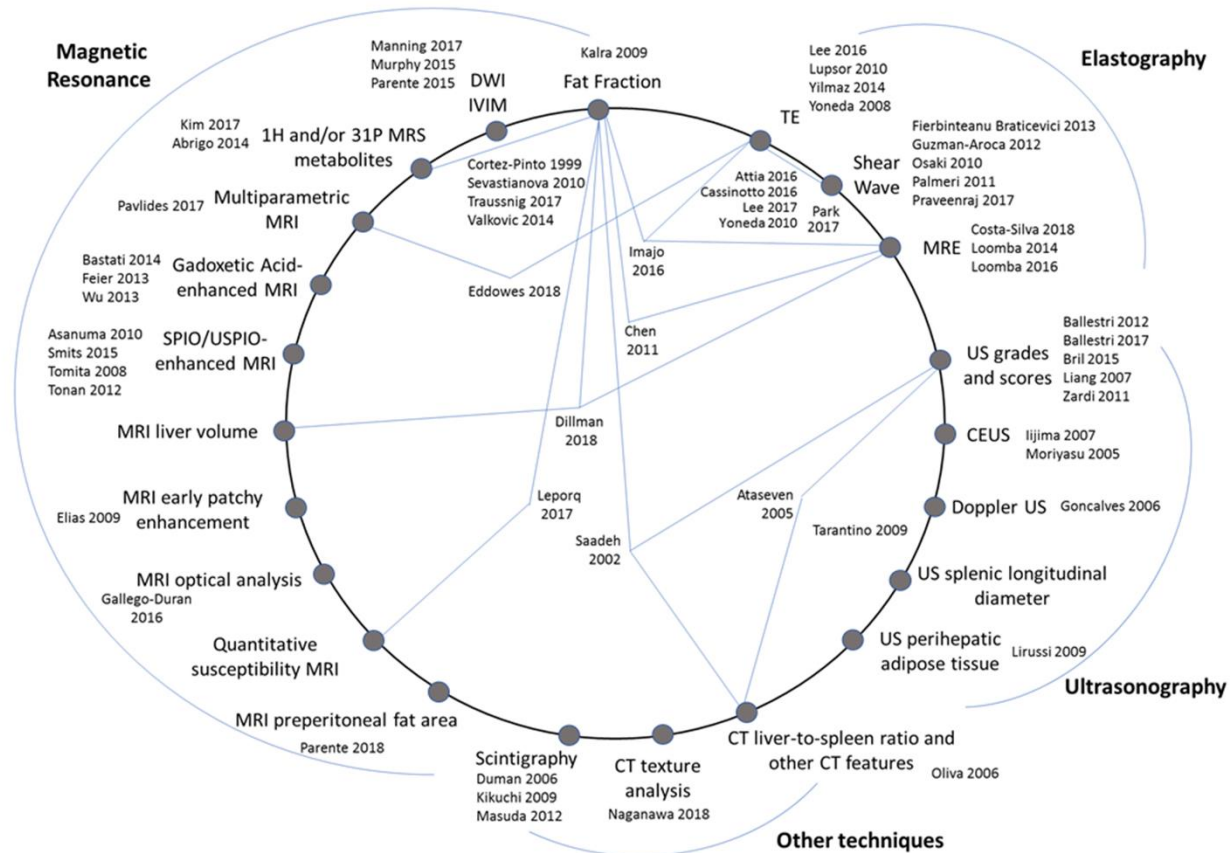 Magnetic
Resonance
Manning 2017
Murphy 2015
Parente 2015
DWI
IVIM
Kalra 2009
Fat Fraction
Lee 2016
Lupsor 2010
Yilmaz 2014
Yoneda 2008
TE
Elastography
Kim 2017
Abrigo 2014
1H and/or 31P MRS
metabolites
Cortez-Pinto 1999
Sevastianova 2010
Traussnig 2017
Valkovic 2014
Attia 2016
Cassinotto 2016
Lee 2017
Yoneda 2010
Park
2017
Shear
Wave
Fierbinteanu Braticevici 2013
Guzman-Aroca 2012
Osaki 2010
Palmeri 2011
Praveenraj 2017
Pavlides 2017
Multiparametric
MRI
Imajo
2016
MRE
Costa-Silva 2018
Loomba 2014
Loomba 2016
Bastati 2014
Feier 2013
Wu 2013
Gadoxetic Acid-
enhanced MRI
Eddowes 2018
Asanuma 2010
Smits 2015
Tomita 2008
Tonan 2012
SPIO/USPIO-
enhanced MRI
Chen
2011
US grades
and scores
Ballestri 2012
Ballestri 2017
Bril 2015
Liang 2007
Zardi 2011
MRI liver volume
Dillman
2018
CEUS
Iijima 2007
Moriyasu 2005
Elias 2009
MRI early patchy
enhancement
Leporq
2017
Ataseven
2005
Doppler US
Goncalves 2006
Saadeh
2002
Tarantino 2009
MRI optical analysis
Gallego-Duran
2016
US splenic longitudinal
diameter
Quantitative
susceptibility MRI
US perihepatic
adipose tissue
Lirussi 2009
Ultrasonography
MRI preperitoneal fat area
Parente 2018
Scintigraphy
Duman 2006
Kikuchi 2009
Masuda 2012
CT texture
analysis
Naganawa 2018
CT liver-to-spleen ratio and
other CT features
Oliva 2006
Other techniques